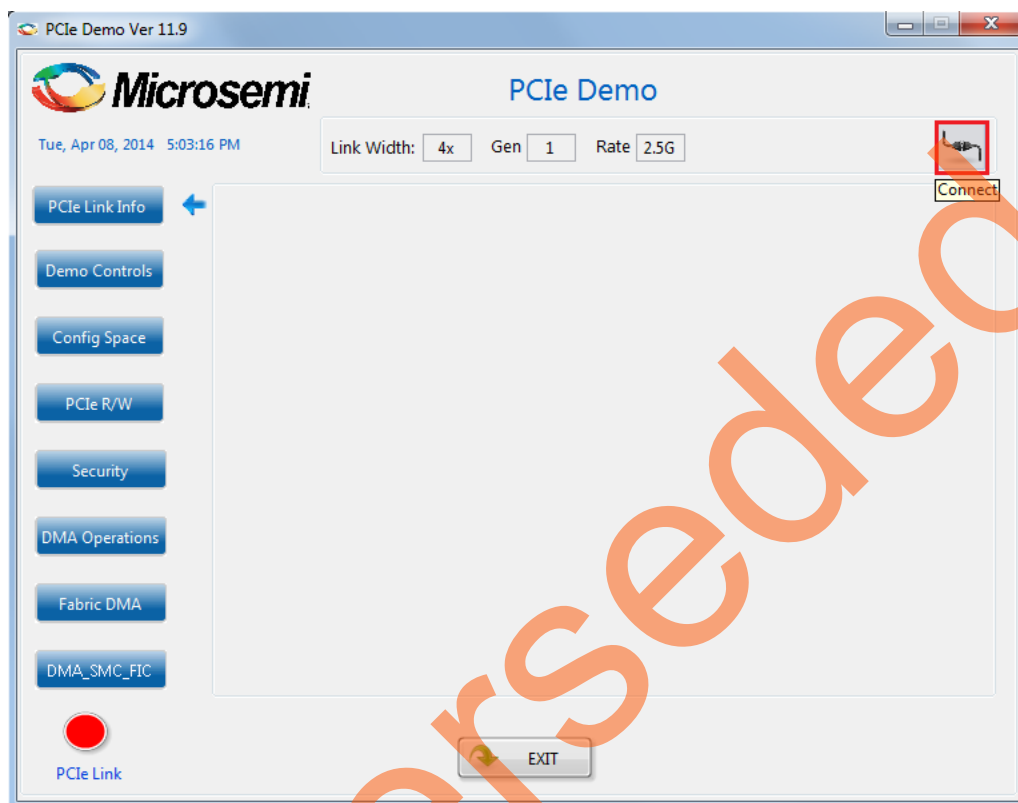 PCIe Demo Ver 11.9
Microsemi
PCIe Demo
Tue, Apr 08, 2014 5:03:16 PM
Link Width: 4x Gen 1 Rate 2.5G
Connect
PCIe Link Info
Demo Controls
Config Space
PCIe R/W
Security
DMA Operations
Fabric DMA
DMA_SMC_FIC
PCIe Link
EXIT
erseded